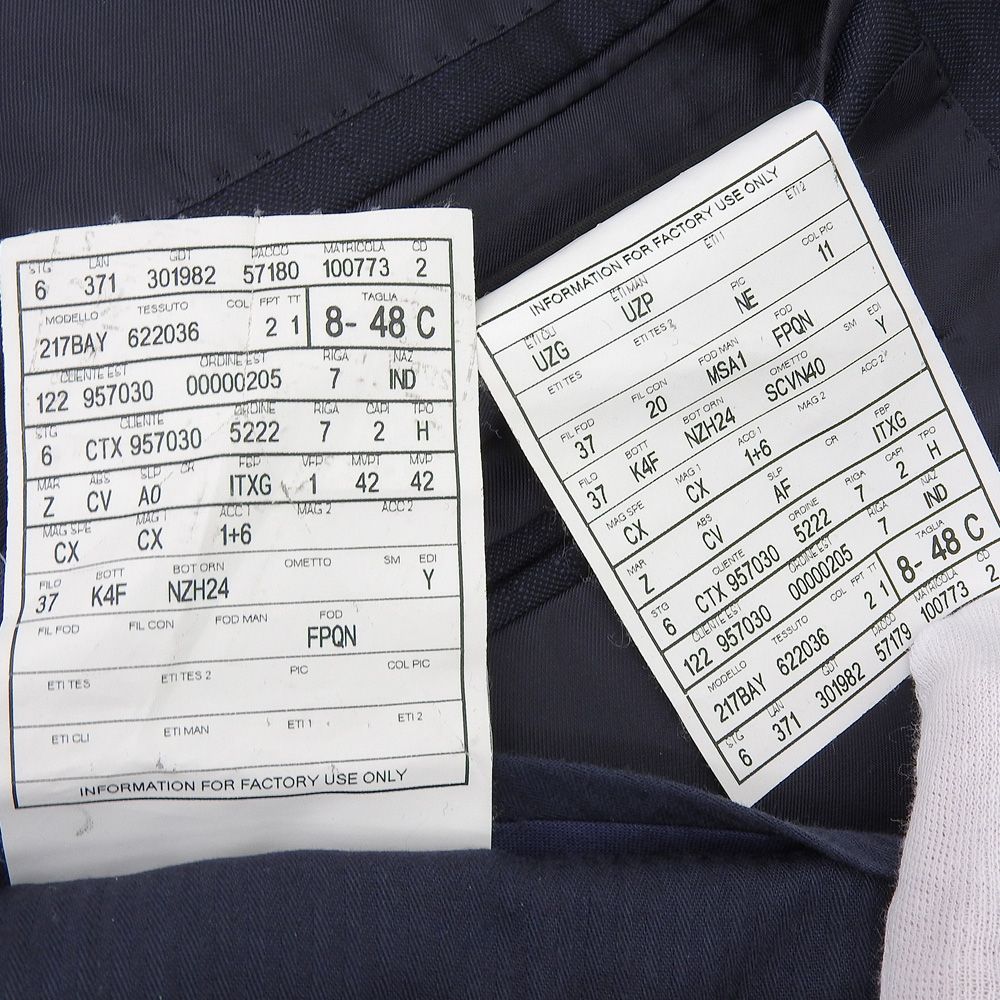 STG LAN GDT PACCO MATRICOLA CD
6 371 301982 57180 100773 2
MODELLO TESSUTO COL FPT TT TAGLIA
217BAY 622036 2 1 8- 48 C
CLIENTE EST ORDINE EST RIGA NAZ
122 957030 00000205 7 IND
STG CLIENTE ORDINE RIGA CAPI TPO
6 CTX 957030 5222 7 2 H
MAR ABS SLP CR FBP VFP MVPT MVP
Z CV A0 ITXG 1 42 42
MAG SPE MAG 1 ACC 1 MAG 2 ACC 2
CX CX 1+6
FILO BOTT BOT ORN OMETTO SM EDI
37 K4F NZH24 Y
FIL FOD FIL CON FOD MAN FOD
FPQN
ETI TES ETI TES 2 PIC COL PIC
ETI CLI ETI MAN ETI 1 ETI 2
INFORMATION FOR FACTORY USE ONLY
INFORMATION FOR FACTORY USE ONLY
ETI CLI ETI MAN ETI 1 ETI 2
UZG UZP
ETI TES ETI TES 2 PIC COL PIC
NE 11
FIL FOD FIL CON FOD MAN FOD
37 20 MSA1 FPQN
FILO BOTT BOT ORN OMETTO SM EDI
37 K4F NZH24 SCVN40 Y
MAG SPE MAG 1 ACC 1 MAG 2 ACC 2
CX CX 1+6
MAR ABS SLP CR FBP
Z CV AF ITXG
STG CLIENTE ORDINE RIGA CAPI TPO
6 CTX 957030 5222 7 2 H
CLIENTE EST ORDINE EST RIGA NAZ
122 957030 00000205 7 IND
MODELLO TESSUTO COL FPT TT TAGLIA
217BAY 622036 2 1 8- 48 C
STG LAN GDT PACCO MATRICOLA CD
6 371 301982 57179 100773 2